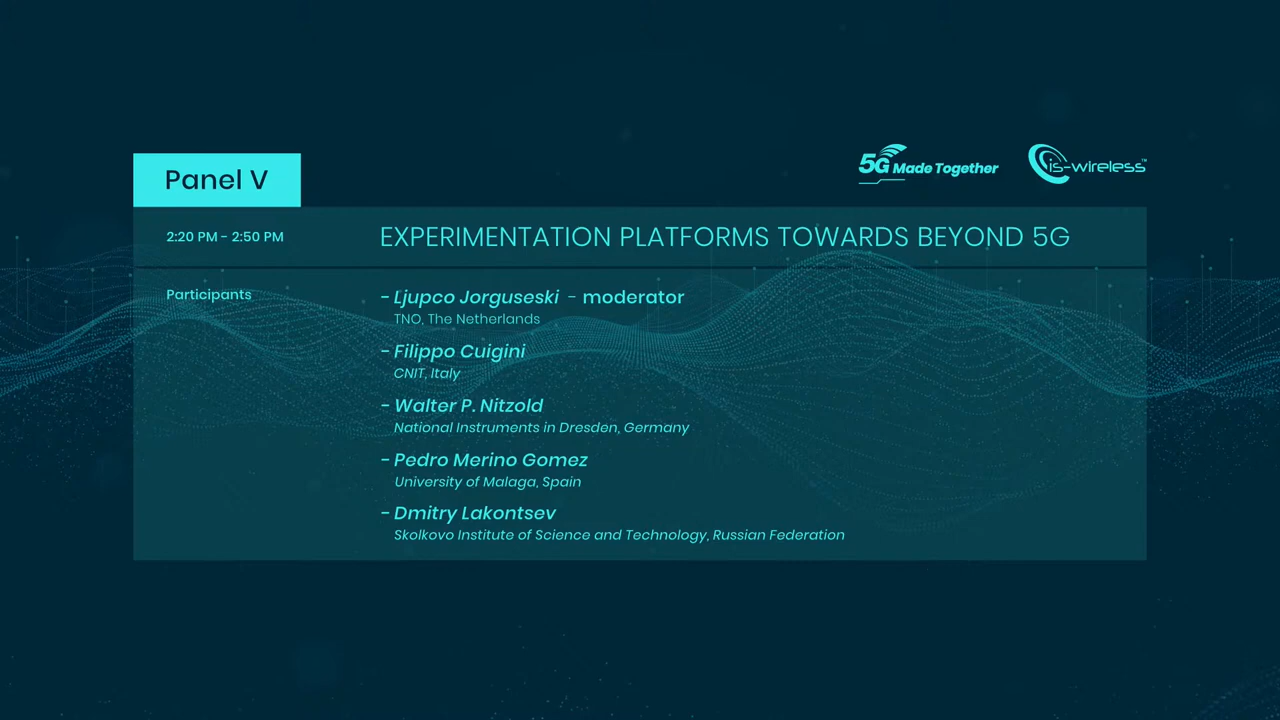 Panel V
5G Made Together
is-wireless™
2:20 PM - 2:50 PM
EXPERIMENTATION PLATFORMS TOWARDS BEYOND 5G
Participants
- Ljupco Jorguseski - moderator
TNO, The Netherlands
- Filippo Cuigini
CNIT, Italy
- Walter P. Nitzold
National Instruments in Dresden, Germany
- Pedro Merino Gomez
University of Malaga, Spain
- Dmitry Lakontsev
Skolkovo Institute of Science and Technology, Russian Federation